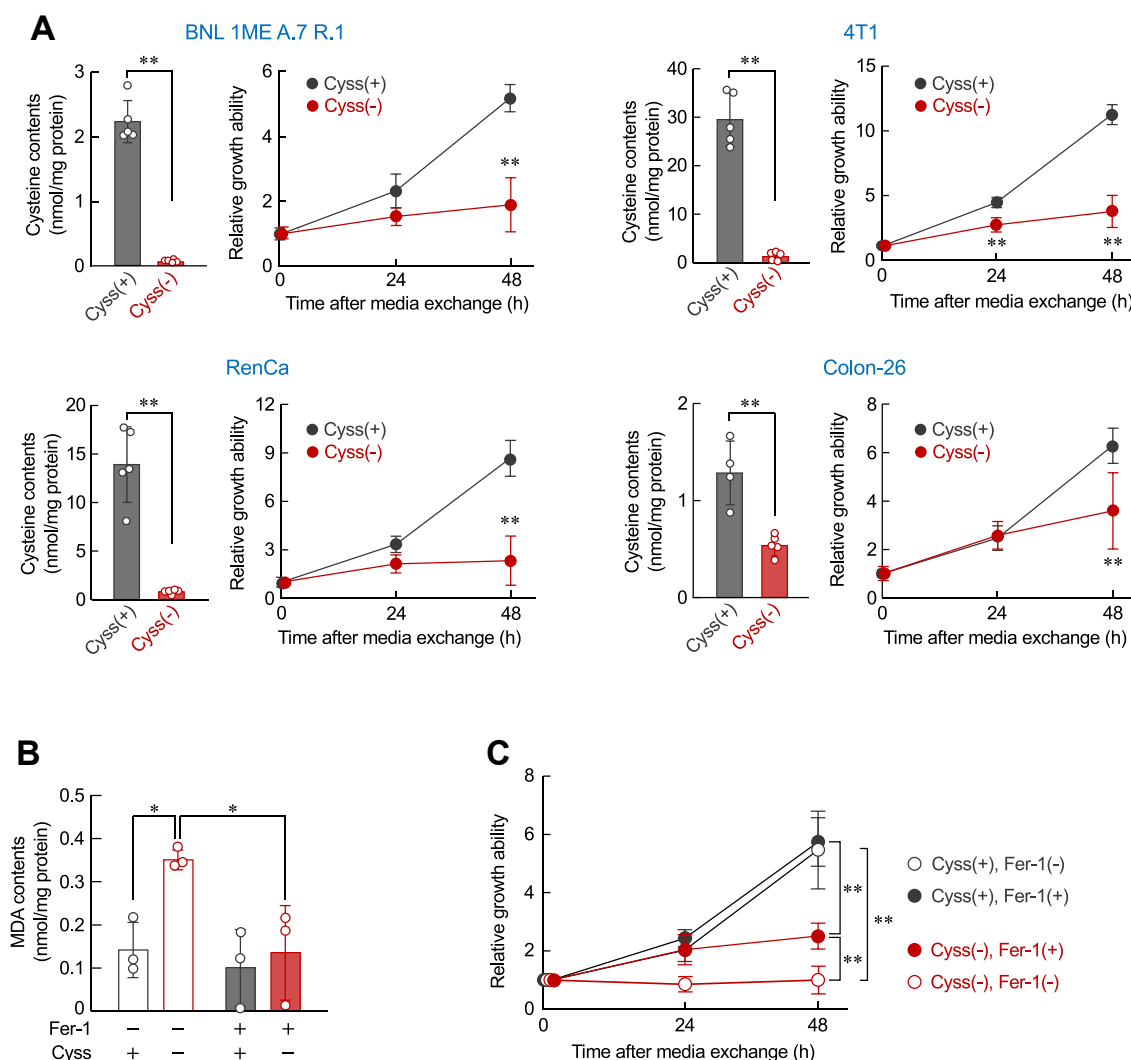 A
BNL 1ME A.7 R.1
Cysteine contents
(nmol/mg protein)
3
2
1
0
**
Cyss(+)
Cyss(-)
Relative growth ability
6
4
2
0
Cyss(+)
Cyss(-)
**
0
24
48
Time after media exchange (h)
4T1
Cysteine contents
(nmol/mg protein)
40
30
20
10
0
**
Cyss(+)
Cyss(-)
Relative growth ability
15
10
5
0
Cyss(+)
Cyss(-)
**
**
0
24
48
Time after media exchange (h)
RenCa
Cysteine contents
(nmol/mg protein)
20
15
10
5
0
**
Cyss(+)
Cyss(-)
Relative growth ability
12
9
6
3
0
Cyss(+)
Cyss(-)
**
0
24
48
Time after media exchange (h)
Colon-26
Cysteine contents
(nmol/mg protein)
2
1
0
**
Cyss(+)
Cyss(-)
Relative growth ability
8
6
4
2
0
Cyss(+)
Cyss(-)
**
0
24
48
Time after media exchange (h)
B
MDA contents
(nmol/mg protein)
0.5
0.4
0.3
0.2
0.1
0
*
*
Fer-1 − − + +
Cyss + − + −
C
Relative growth ability
8
6
4
2
0
**
**
**
0
24
48
Time after media exchange (h)
Cyss(+), Fer-1(-)
Cyss(+), Fer-1(+)
Cyss(-), Fer-1(+)
Cyss(-), Fer-1(-)